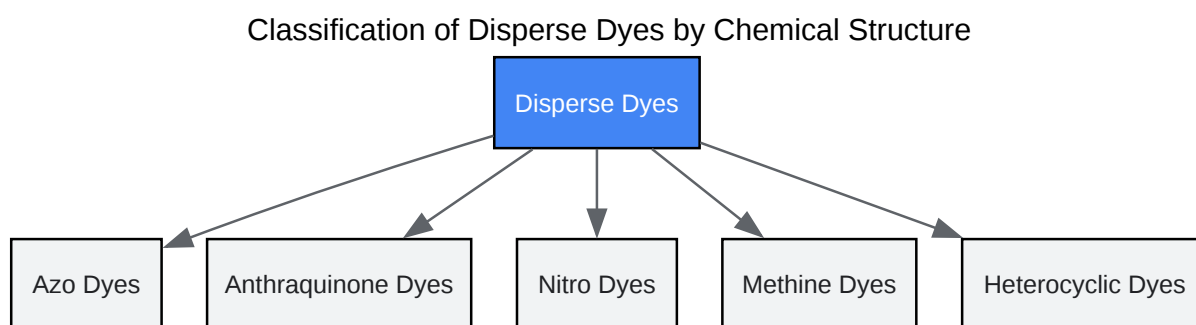 Classification of Disperse Dyes by Chemical Structure
Disperse Dyes
Azo Dyes
Anthraquinone Dyes
Nitro Dyes
Methine Dyes
Heterocyclic Dyes